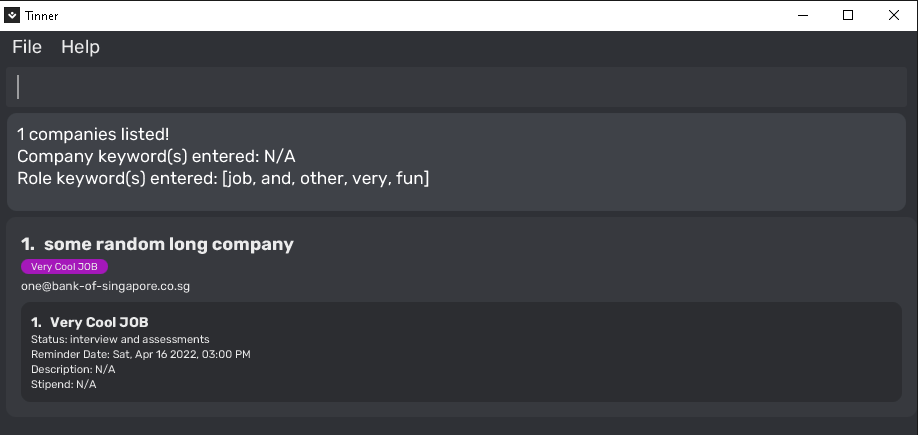 Tinner
File Help
1 companies listed!
Company keyword(s) entered: N/A
Role keyword(s) entered: [job, and, other, very, fun]
1. some random long company
Very Cool JOB
one@bank-of-singapore.co.sg
1. Very Cool JOB
Status: interview and assessments
Reminder Date: Sat, Apr 16 2022, 03:00 PM
Description: N/A
Stipend: N/A